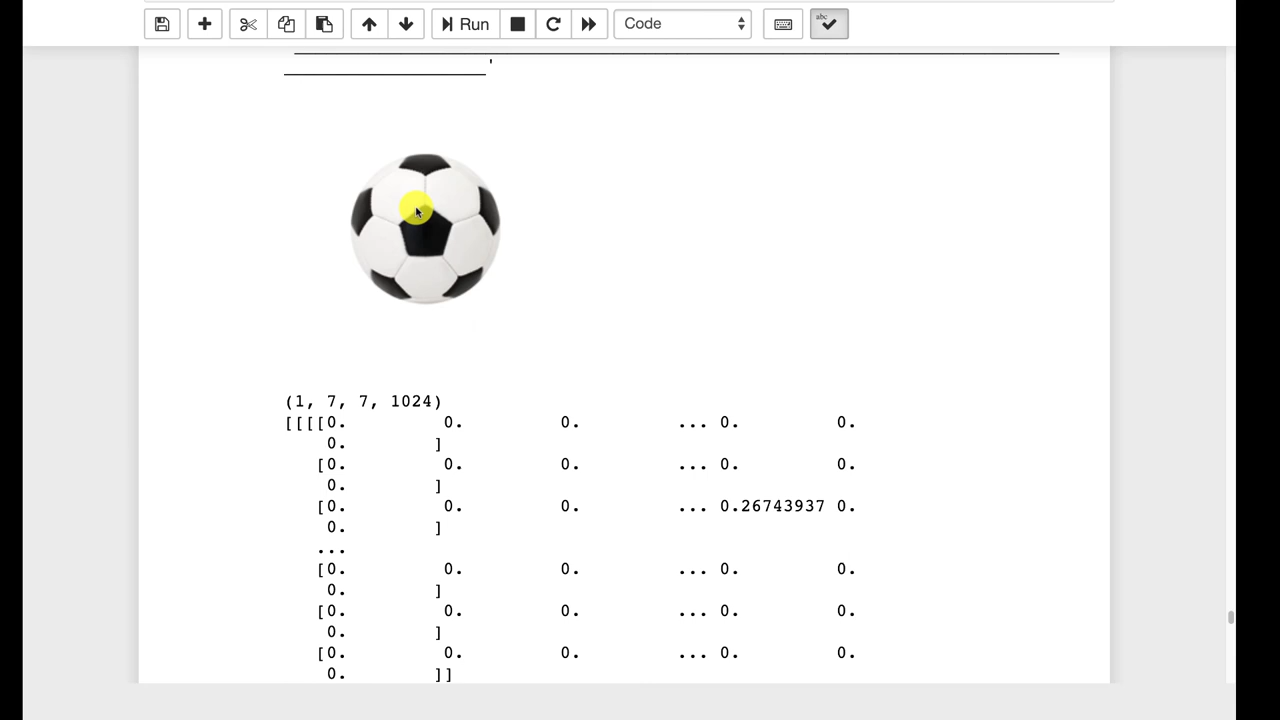 Run Code abc
'
(1, 7, 7, 1024)
[[[[0. 0. 0. ... 0. 0.
0. ]
[0. 0. 0. ... 0. 0.
0. ]
[0. 0. 0. ... 0.26743937 0.
0. ]
...
[0. 0. 0. ... 0. 0.
0. ]
[0. 0. 0. ... 0. 0.
0. ]
[0. 0. 0. ... 0. 0.
0. ]]